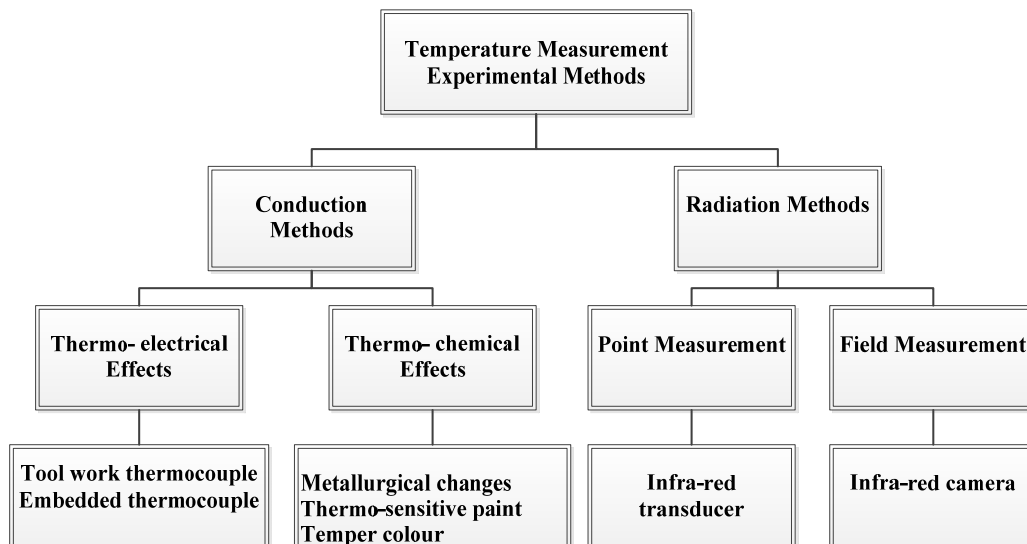 Temperature Measurement
Experimental Methods
Conduction
Methods
Radiation Methods
Thermo- electrical
Effects
Thermo- chemical
Effects
Point Measurement
Field Measurement
Tool work thermocouple
Embedded thermocouple
Metallurgical changes
Thermo-sensitive paint
Temper colour
Infra-red
transducer
Infra-red camera